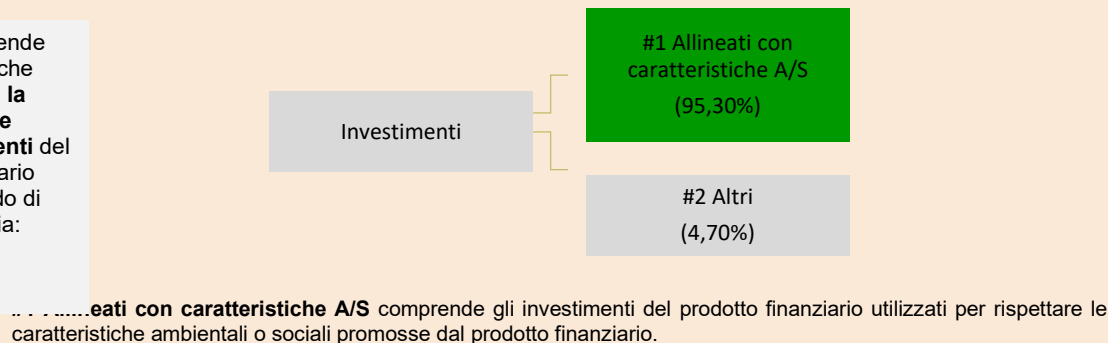 ende
che
la
e
enti del
ario
do di
ia:
#1 Allineati con
caratteristiche A/S
(95,30%)
Investimenti
#2 Altri
(4,70%)
eati con caratteristiche A/S comprende gli investimenti del prodotto finanziario utilizzati per rispettare le
caratteristiche ambientali o sociali promosse dal prodotto finanziario.